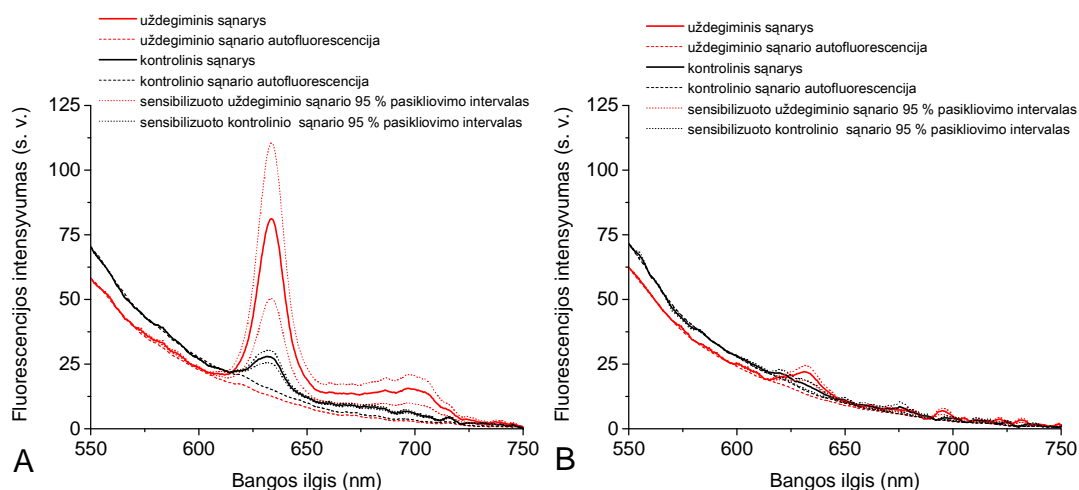 uždegiminis sąnarys
uždegiminio sąnario autofluorescencija
kontrolinis sąnarys
kontrolinio sąnario autofluorescencija
sensibilizuoto uždegiminio sąnario 95 % pasikliovimo intervalas
sensibilizuoto kontrolinio sąnario 95 % pasikliovimo intervalas
Fluorescencijos intensyvumas (s. v.)
125
100
75
50
25
0
550
600
650
700
750
Bangos ilgis (nm)
A
uždegiminis sąnarys
uždegiminio sąnario autofluorescencija
kontrolinis sąnarys
kontrolinio sąnario autofluorescencija
sensibilizuoto uždegiminio sąnario 95 % pasikliovimo intervalas
sensibilizuoto kontrolinio sąnario 95 % pasikliovimo intervalas
Fluorescencijos intensyvumas (s. v.)
125
100
75
50
25
0
550
600
650
700
750
Bangos ilgis (nm)
B